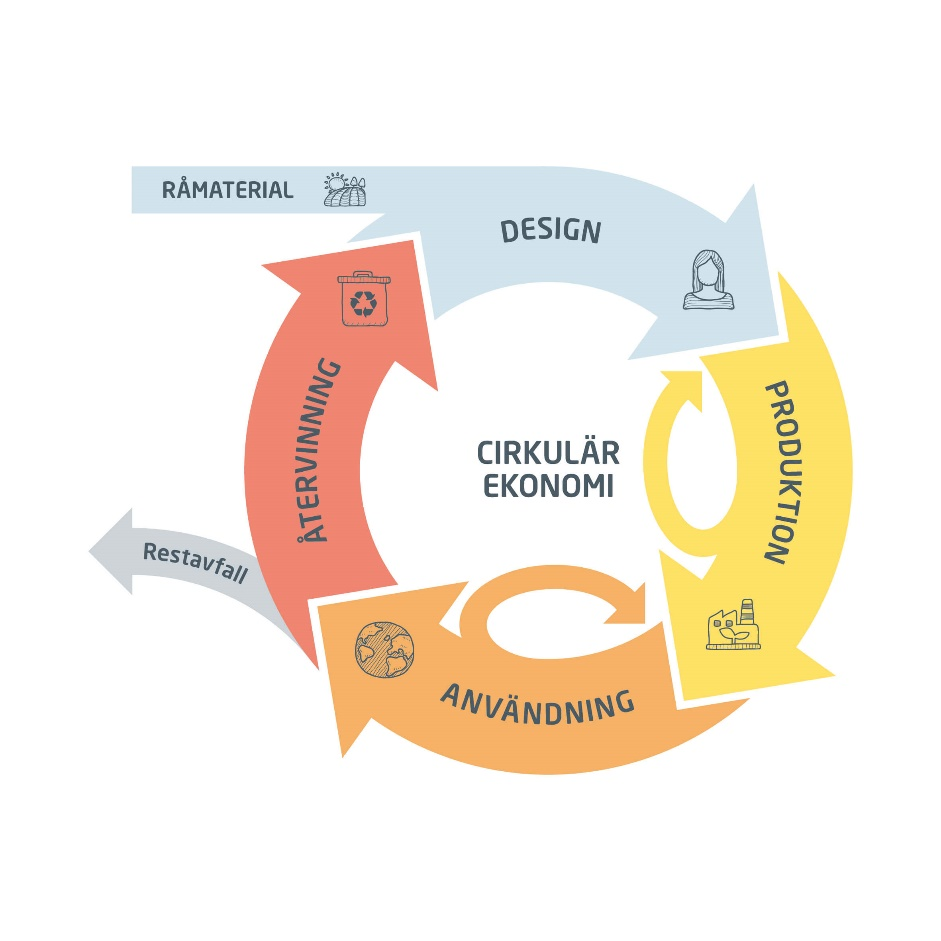 RÅMATERIAL
DESIGN
PRODUKTION
ANVÄNDNING
ÅTERVINNING
Restavfall
CIRKULÄR
EKONOMI